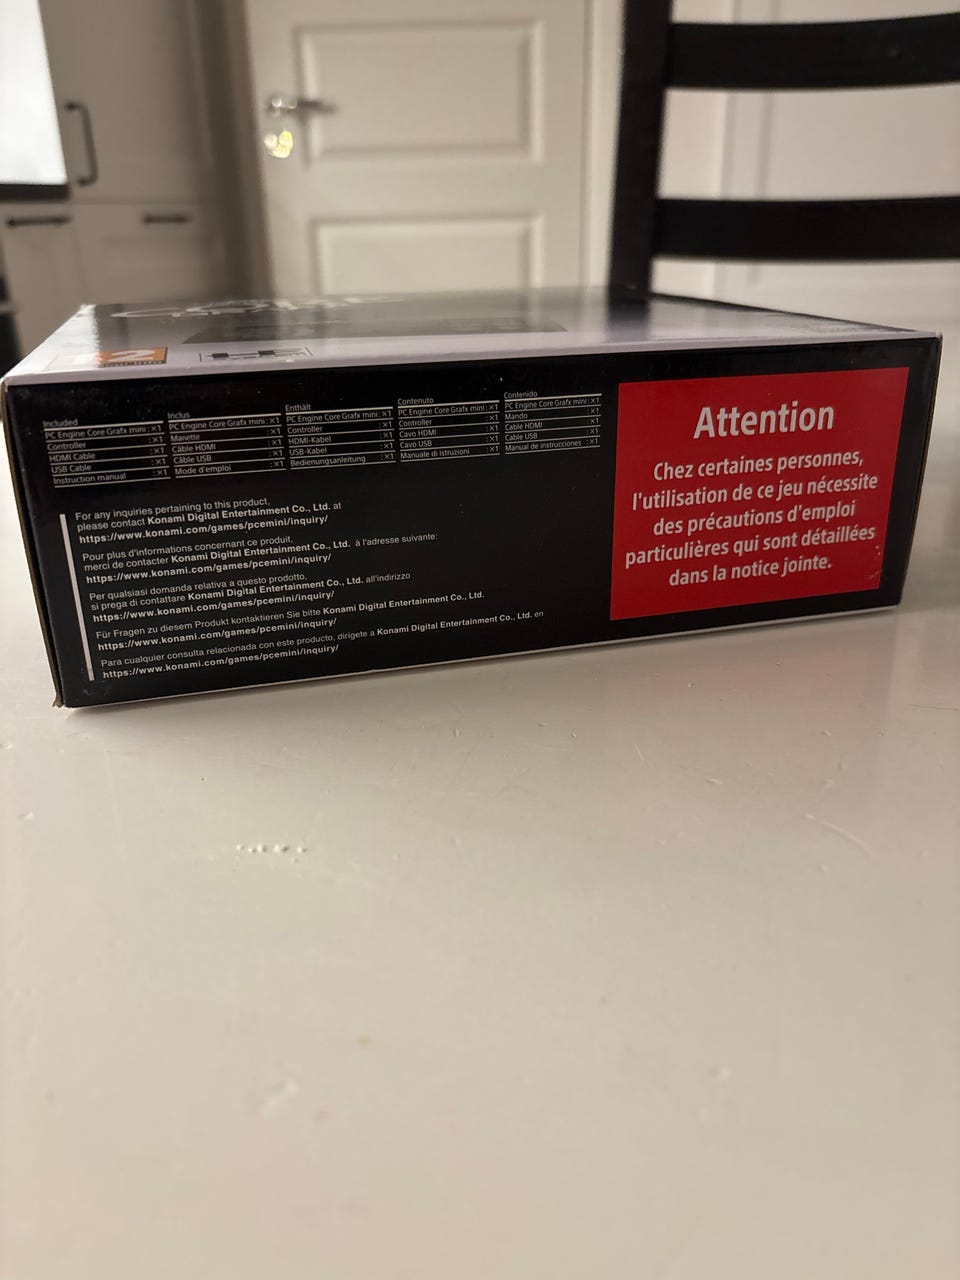 Included
PC Engine Core Grafx mini : X1
Controller : X1
HDMI Cable : X1
USB Cable : X1
Instruction manual : X1
Inclus
PC Engine Core Grafx mini : X1
Manette : X1
Câble HDMI : X1
Câble USB : X1
Mode d'emploi : X1
Enthält
PC Engine Core Grafx mini : X1
Controller : X1
HDMI-Kabel : X1
USB-Kabel : X1
Bedienungsanleitung : X1
Contenuto
PC Engine Core Grafx mini : X1
Controller : X1
Cavo HDMI : X1
Cavo USB : X1
Manuale di istruzioni : X1
Contenido
PC Engine Core Grafx mini : X1
Mando : X1
Cable HDMI : X1
Cable USB : X1
Manual de instrucciones : X1
For any inquiries pertaining to this product,
please contact Konami Digital Entertainment Co., Ltd. at
https://www.konami.com/games/pcemini/inquiry/
Pour plus d'informations concernant ce produit,
merci de contacter Konami Digital Entertainment Co., Ltd. à l'adresse suivante:
https://www.konami.com/games/pcemini/inquiry/
Per qualsiasi domanda relativa a questo prodotto,
si prega di contattare Konami Digital Entertainment Co., Ltd. all'indirizzo
https://www.konami.com/games/pcemini/inquiry/
Für Fragen zu diesem Produkt kontaktieren Sie bitte Konami Digital Entertainment Co., Ltd.
https://www.konami.com/games/pcemini/inquiry/
Para cualquier consulta relacionada con este producto, dirigete a Konami Digital Entertainment Co., Ltd. en
https://www.konami.com/games/pcemini/inquiry/
Attention
Chez certaines personnes,
l'utilisation de ce jeu nécessite
des précautions d'emploi
particulières qui sont détaillées
dans la notice jointe.